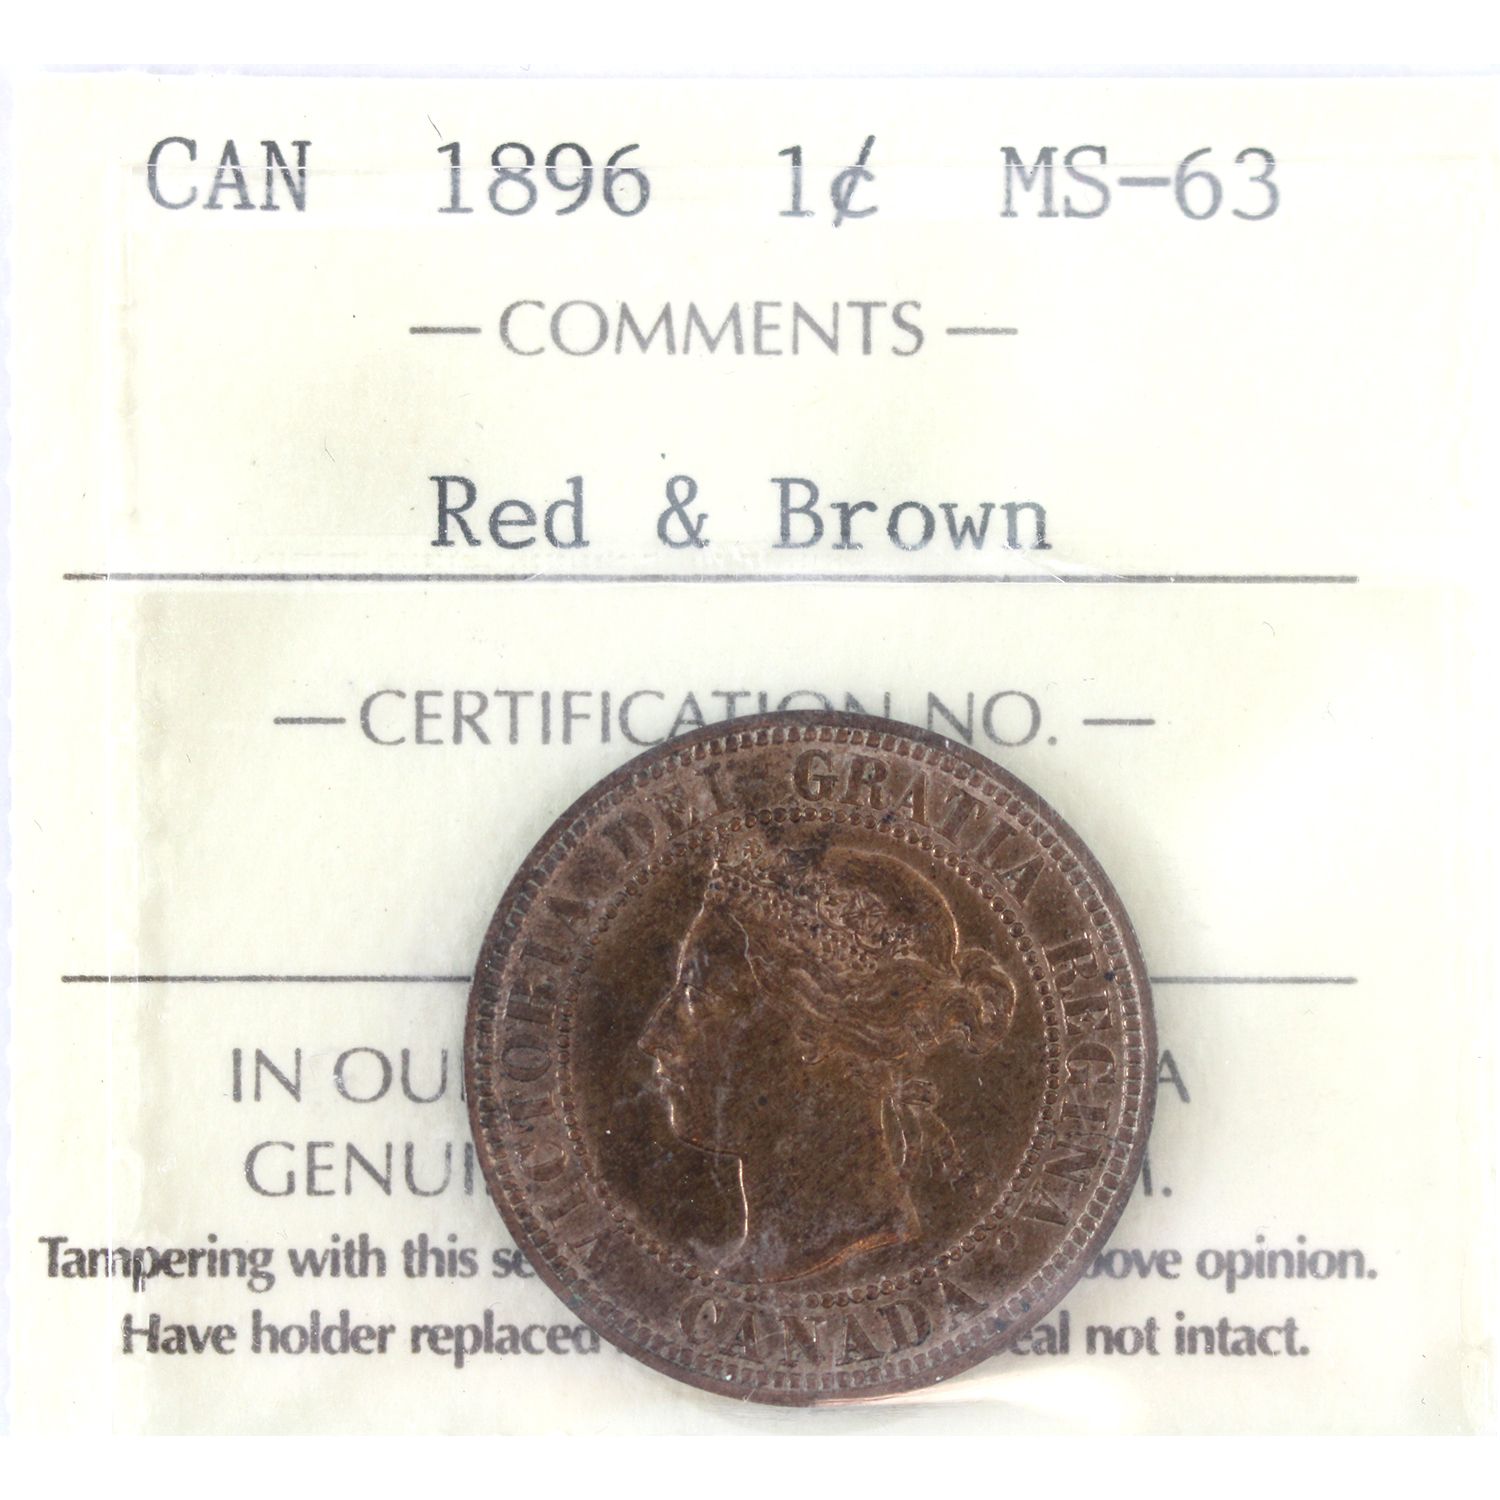 CAN 1896 1¢ MS-63
— COMMENTS —
Red & Brown
— CERTIFICATION NO. —
VICTORIA DEI GRATIA REGINA.
CANADA
IN OU A
GENUI .
Tampering with this se ove opinion.
Have holder replaced eal not intact.